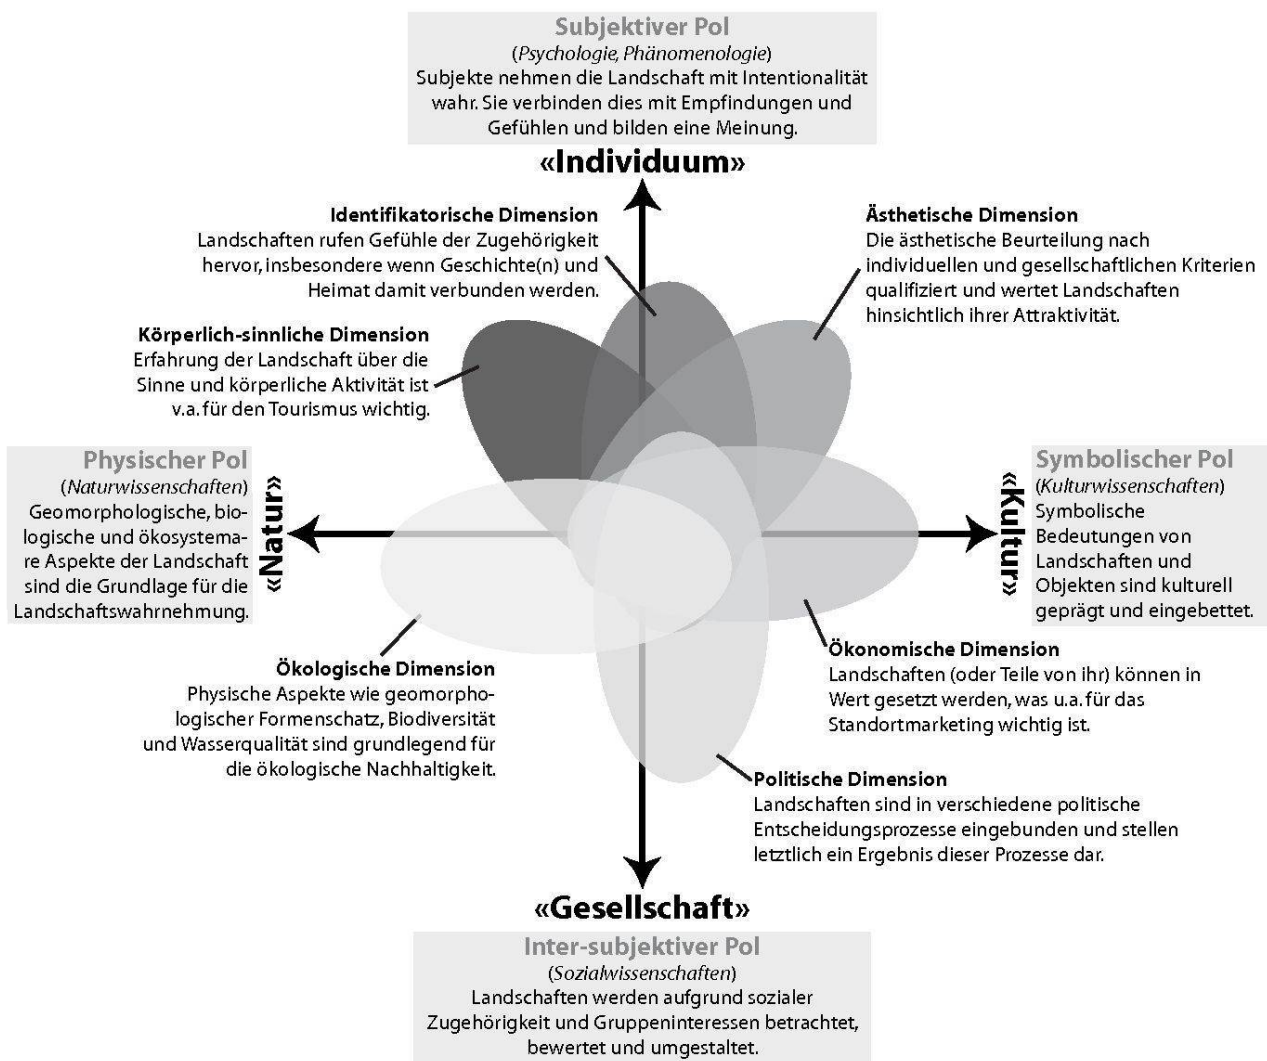 Subjektiver Pol
(Psychologie, Phänomenologie)
Subjekte nehmen die Landschaft mit Intentionalität
wahr. Sie verbinden dies mit Empfindungen und
Gefühlen und bilden eine Meinung.
«Individuum»
Identifikatorische Dimension
Landschaften rufen Gefühle der Zugehörigkeit
hervor, insbesondere wenn Geschichte(n) und
Heimat damit verbunden werden.
Ästhetische Dimension
Die ästhetische Beurteilung nach
individuellen und gesellschaftlichen Kriterien
qualifiziert und wertet Landschaften
hinsichtlich ihrer Attraktivität.
Körperlich-sinnliche Dimension
Erfahrung der Landschaft über die
Sinne und körperliche Aktivität ist
v.a. für den Tourismus wichtig.
Physischer Pol
(Naturwissenschaften)
Geomorphologische, bio-
logische und ökosystema-
re Aspekte der Landschaft
sind die Grundlage für die
Landschaftswahrnehmung.
«Natur»
«Kultur»
Symbolischer Pol
(Kulturwissenschaften)
Symbolische
Bedeutungen von
Landschaften und
Objekten sind kulturell
geprägt und eingebettet.
Ökologische Dimension
Physische Aspekte wie geomorpho-
logischer Formenschatz, Biodiversität
und Wasserqualität sind grundlegend für
die ökologische Nachhaltigkeit.
Ökonomische Dimension
Landschaften (oder Teile von ihr) können in
Wert gesetzt werden, was u.a. für das
Standortmarketing wichtig ist.
Politische Dimension
Landschaften sind in verschiedene politische
Entscheidungsprozesse eingebunden und stellen
letztlich ein Ergebnis dieser Prozesse dar.
«Gesellschaft»
Inter-subjektiver Pol
(Sozialwissenschaften)
Landschaften werden aufgrund sozialer
Zugehörigkeit und Gruppeninteressen betrachtet,
bewertet und umgestaltet.